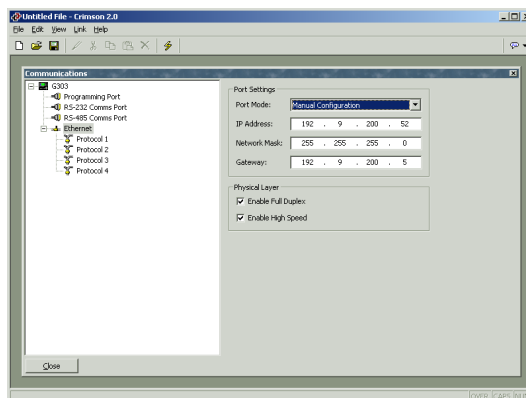 Untitled File - Crimson 2.0
File Edit View Link Help
Communications
G303
Programming Port
RS-232 Comms Port
RS-485 Comms Port
Ethernet
Protocol 1
Protocol 2
Protocol 3
Protocol 4
Port Settings
Port Mode: Manual Configuration
IP Address: 192 . 9 . 200 . 52
Network Mask: 255 . 255 . 255 . 0
Gateway: 192 . 9 . 200 . 5
Physical Layer
Enable Full Duplex
Enable High Speed
Close
OVER CAPS NU